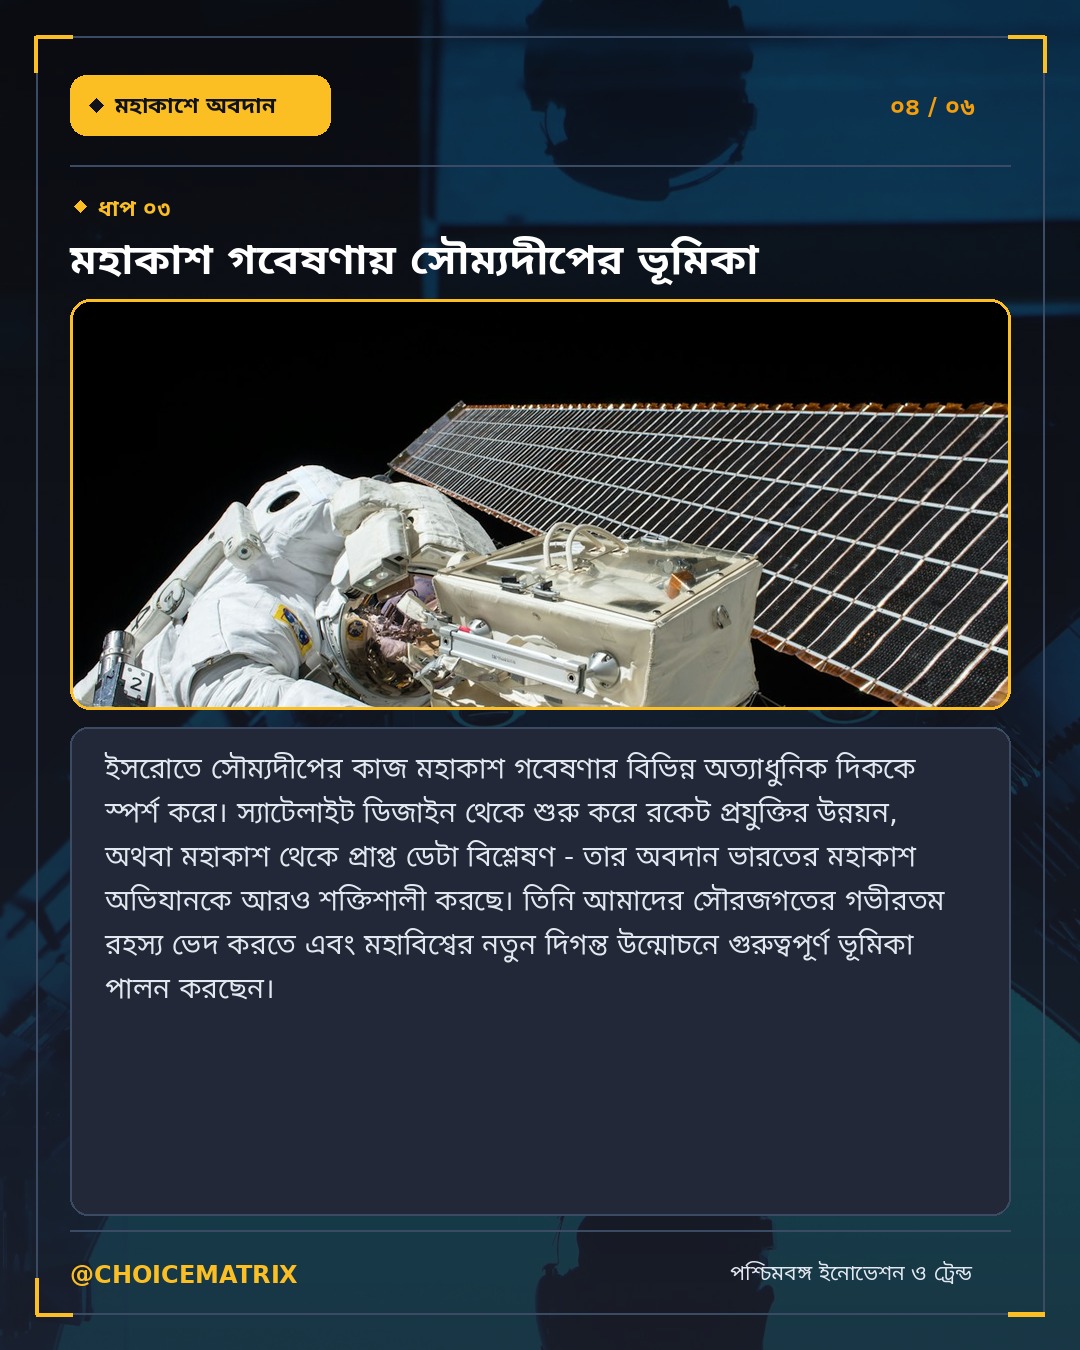 ◆ মহাকাশে অবদান
০৪ / ০৬
◆ ধাপ ০৩
মহাকাশ গবেষণায় সৌম্যদীপের ভূমিকা
2
ইসরোতে সৌম্যদীপের কাজ মহাকাশ গবেষণার বিভিন্ন অত্যাধুনিক দিককে
স্পর্শ করে। স্যাটেলাইট ডিজাইন থেকে শুরু করে রকেট প্রযুক্তির উন্নয়ন,
অথবা মহাকাশ থেকে প্রাপ্ত ডেটা বিশ্লেষণ - তার অবদান ভারতের মহাকাশ
অভিযানকে আরও শক্তিশালী করছে। তিনি আমাদের সৌরজগতের গভীরতম
রহস্য ভেদ করতে এবং মহাবিশ্বের নতুন দিগন্ত উন্মোচনে গুরুত্বপূর্ণ ভূমিকা
পালন করছেন।
@CHOICEMATRIX
পশ্চিমবঙ্গ ইনোভেশন ও ট্রেন্ড